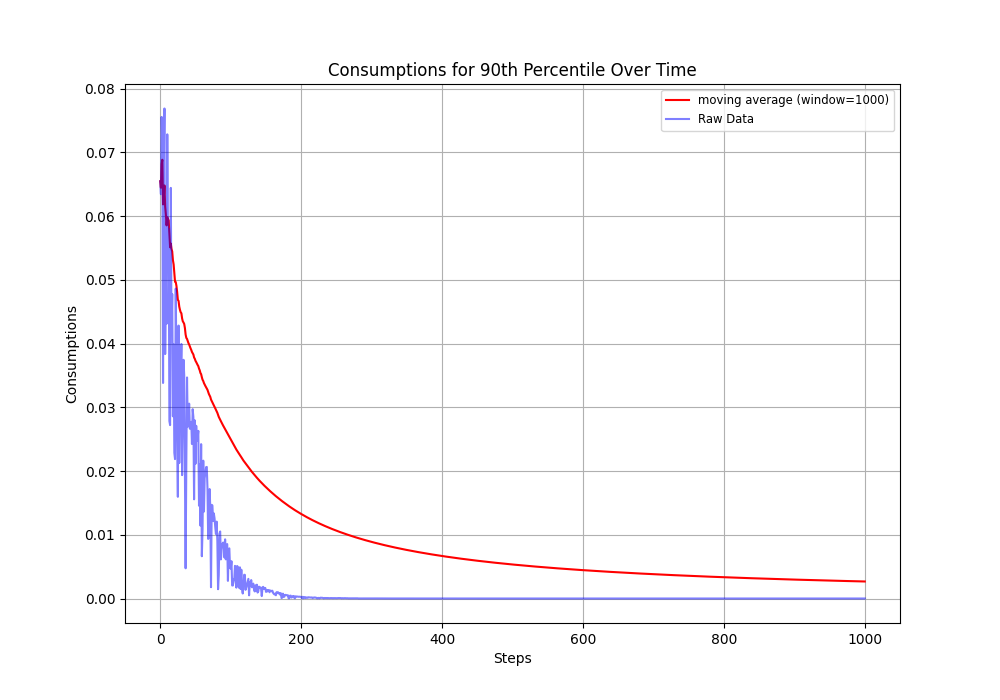 Consumptions for 90th Percentile Over Time
moving average (window=1000)
Raw Data
0.08
0.07
0.06
0.05
0.04
0.03
0.02
0.01
0.00
Consumptions
0 200 400 600 800 1000
Steps